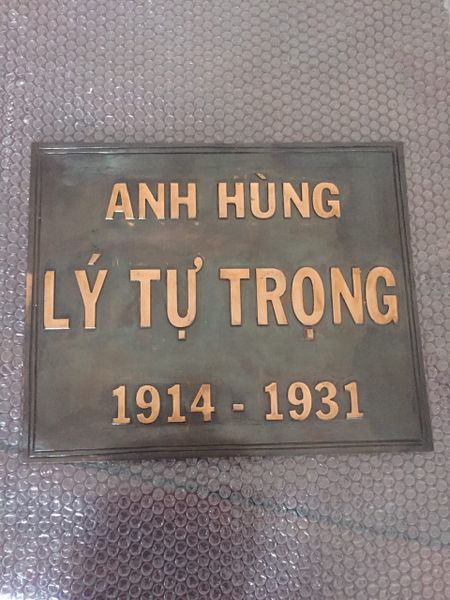 ANH HÙNG
LÝ TỰ TRỌNG
1914 - 1931